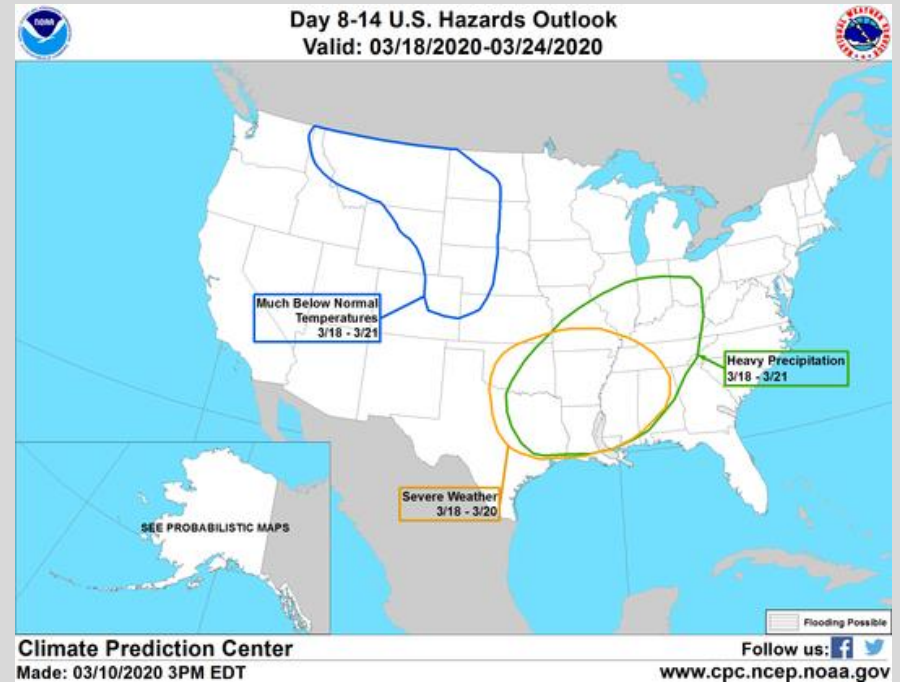 Day 8-14 U.S. Hazards Outlook
Valid: 03/18/2020-03/24/2020
NOAA
Much Below Normal
Temperatures
3/18 - 3/21
Heavy Precipitation
3/18 - 3/21
Severe Weather
3/18 - 3/20
SEE PROBABILISTIC MAPS
Flooding Possible
Climate Prediction Center
Made: 03/10/2020 3PM EDT
Follow us:
www.cpc.ncep.noaa.gov